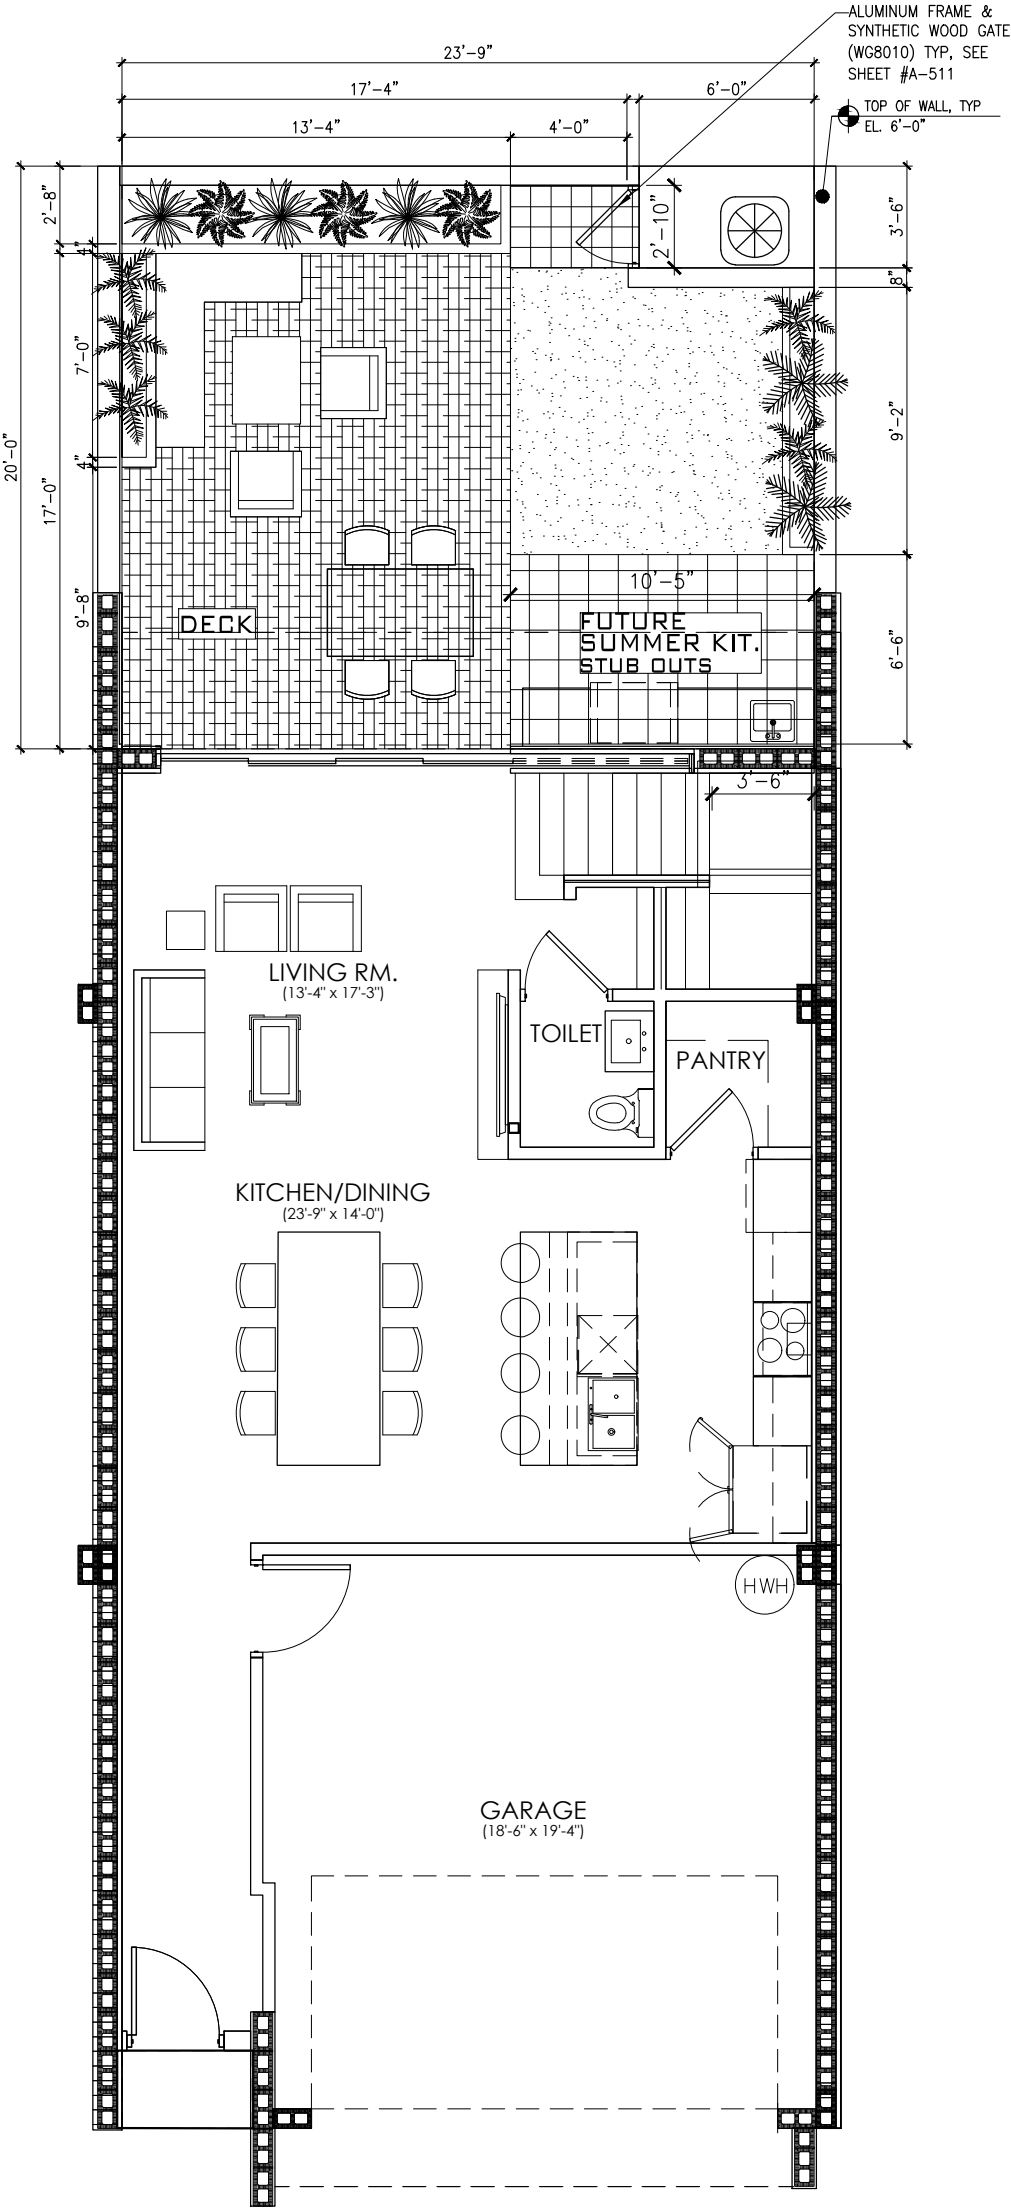 ALUMINUM FRAME &
SYNTHETIC WOOD GATE
(WG8010) TYP, SEE
SHEET #A-511
23'-9"
17'-4"
6'-0"
TOP OF WALL, TYP
EL. 6'-0"
13'-4"
4'-0"
2'-8"
2'-10"
3'-6"
4"
8"
7'-0"
9'-2"
20'-0"
4"
17'-0"
9'-8"
10'-5"
DECK
FUTURE
SUMMER KIT.
STUB OUTS
6'-6"
3'-6"
LIVING RM.
(13'-4" x 17'-3")
TOILET
PANTRY
KITCHEN/DINING
(23'-9" x 14'-0")
HWH
GARAGE
(18'-6" x 19'-4")